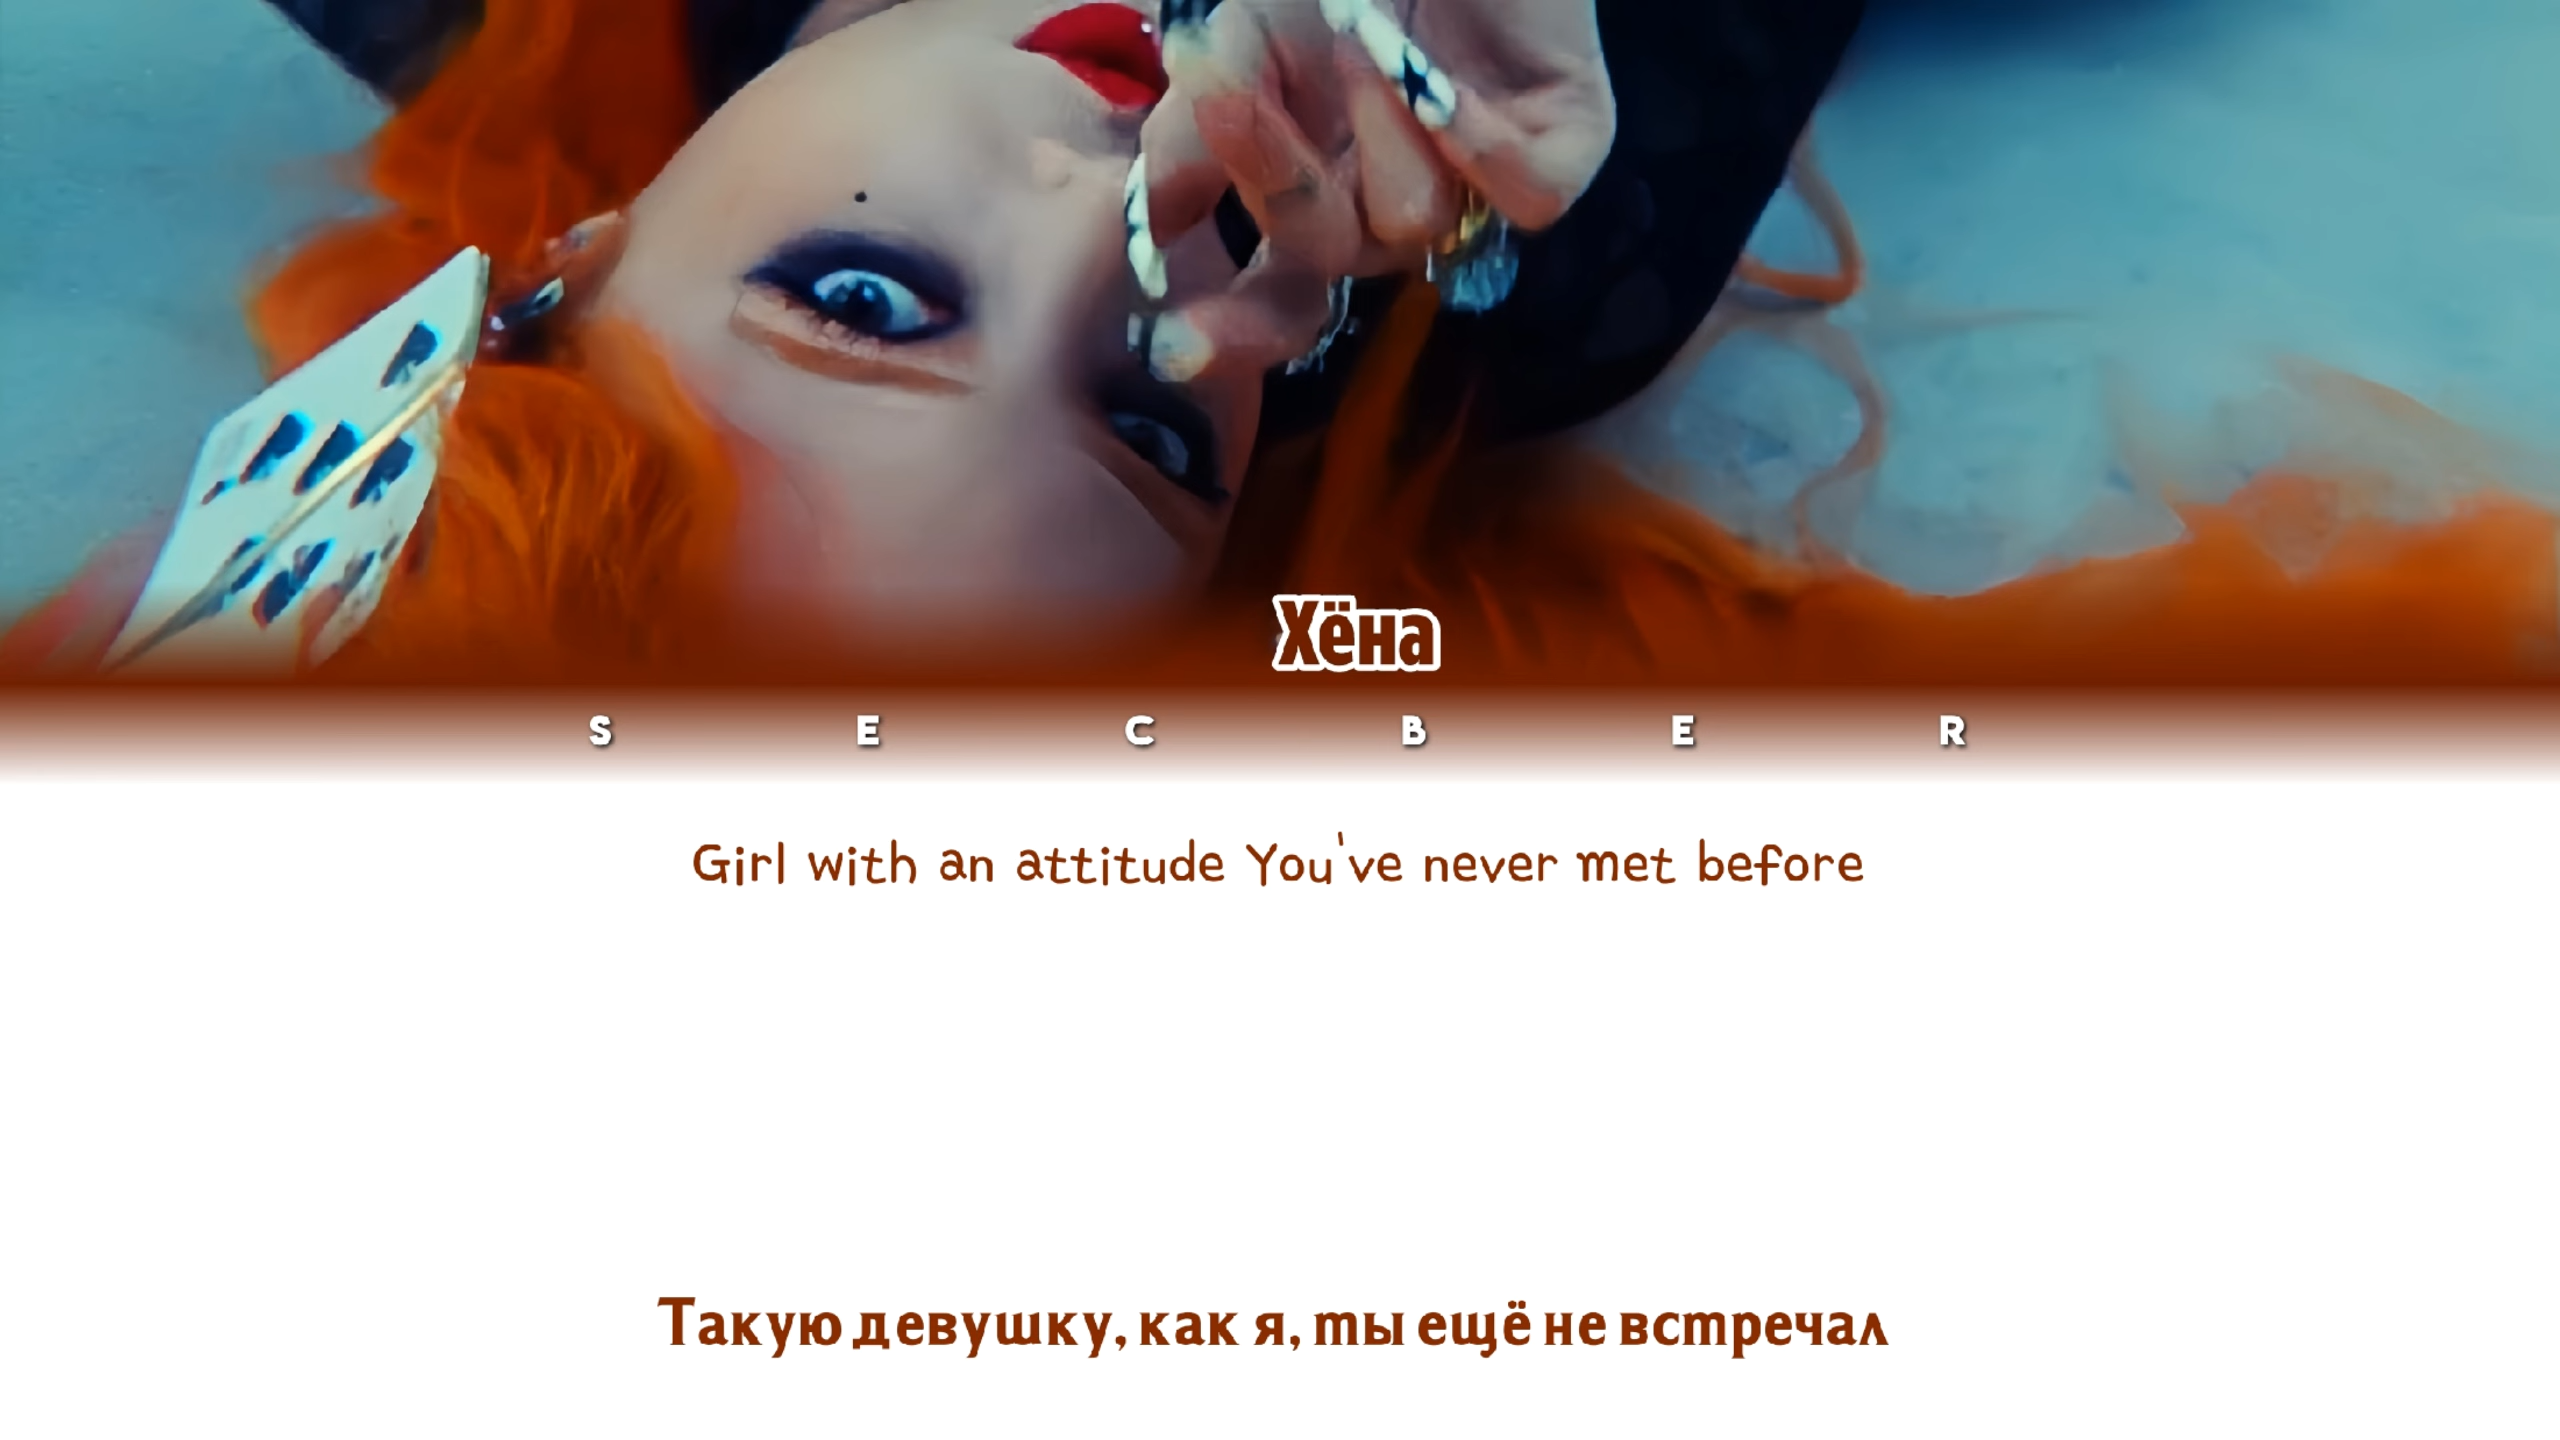 Хёна
S E C B E R
Girl with an attitude You've never met before
Такую девушку, как я, ты ещё не встречал